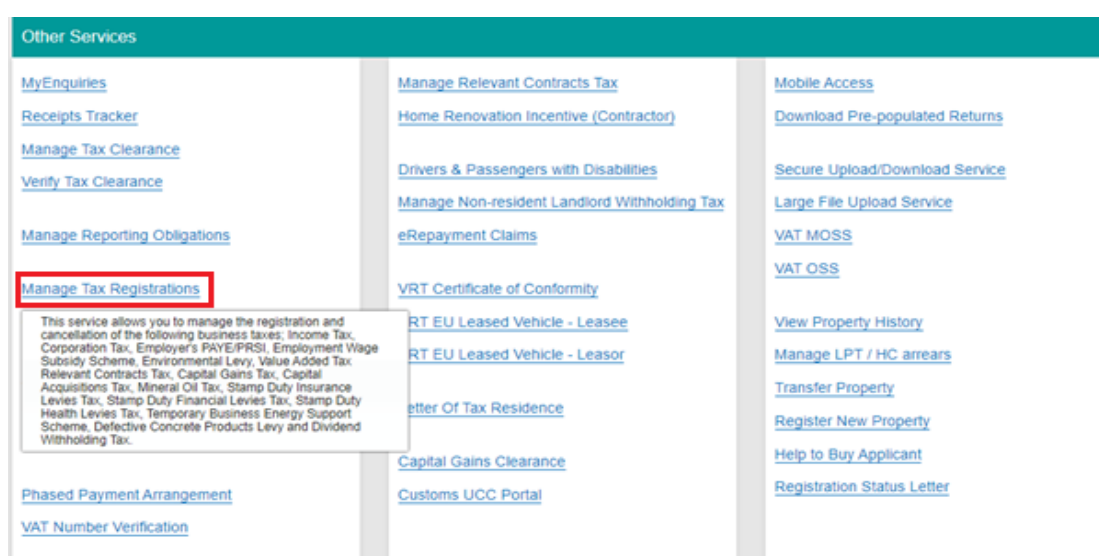 Other Services
MyEnquiries
Receipts Tracker
Manage Tax Clearance
Verify Tax Clearance
Manage Reporting Obligations
Manage Tax Registrations
This service allows you to manage the registration and
cancellation of the following business taxes; Income Tax,
Corporation Tax, Employer's PAYE/PRSI, Employment Wage
Subsidy Scheme, Environmental Levy, Value Added Tax
Relevant Contracts Tax, Capital Gains Tax, Capital
Acquisitions Tax, Mineral Oil Tax, Stamp Duty Insurance
Levies Tax, Stamp Duty Financial Levies Tax, Stamp Duty
Health Levies Tax, Temporary Business Energy Support
Scheme, Defective Concrete Products Levy and Dividend
Withholding Tax.
Phased Payment Arrangement
VAT Number Verification
Manage Relevant Contracts Tax
Home Renovation Incentive (Contractor)
Drivers & Passengers with Disabilities
Manage Non-resident Landlord Withholding Tax
eRepayment Claims
VRT Certificate of Conformity
RT EU Leased Vehicle - Leasee
RT EU Leased Vehicle - Leasor
etter Of Tax Residence
Capital Gains Clearance
Customs UCC Portal
Mobile Access
Download Pre-populated Returns
Secure Upload/Download Service
Large File Upload Service
VAT MOSS
VAT OSS
View Property History
Manage LPT / HC arrears
Transfer Property
Register New Property
Help to Buy Applicant
Registration Status Letter